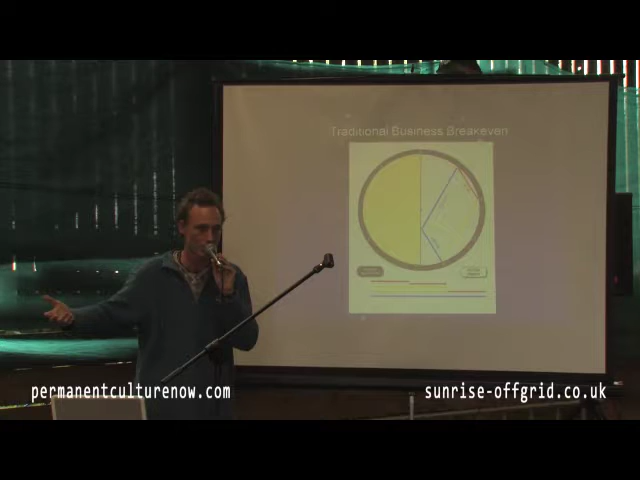 Traditional Business Breakeven
permanentculturenow.com
sunrise-offgrid.co.uk